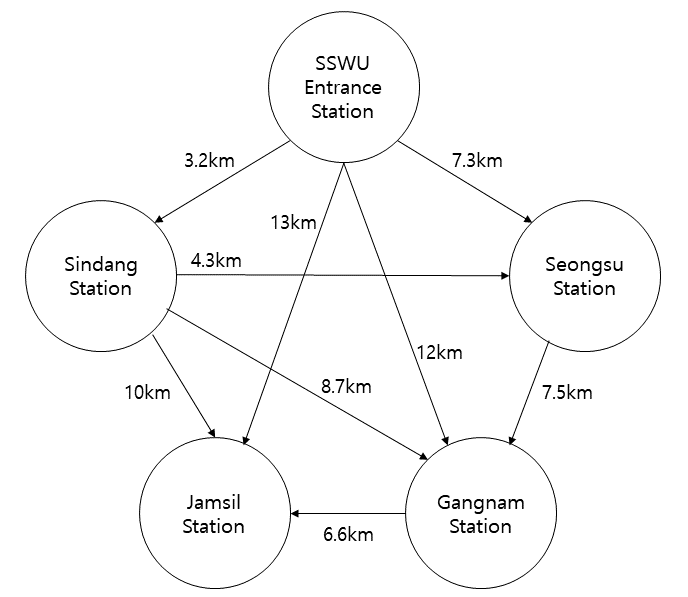 SSWU
Entrance
Station
3.2km
7.3km
13km
Sindang
Station
4.3km
Seongsu
Station
12km
10km
8.7km
7.5km
Jamsil
Station
Gangnam
Station
6.6km